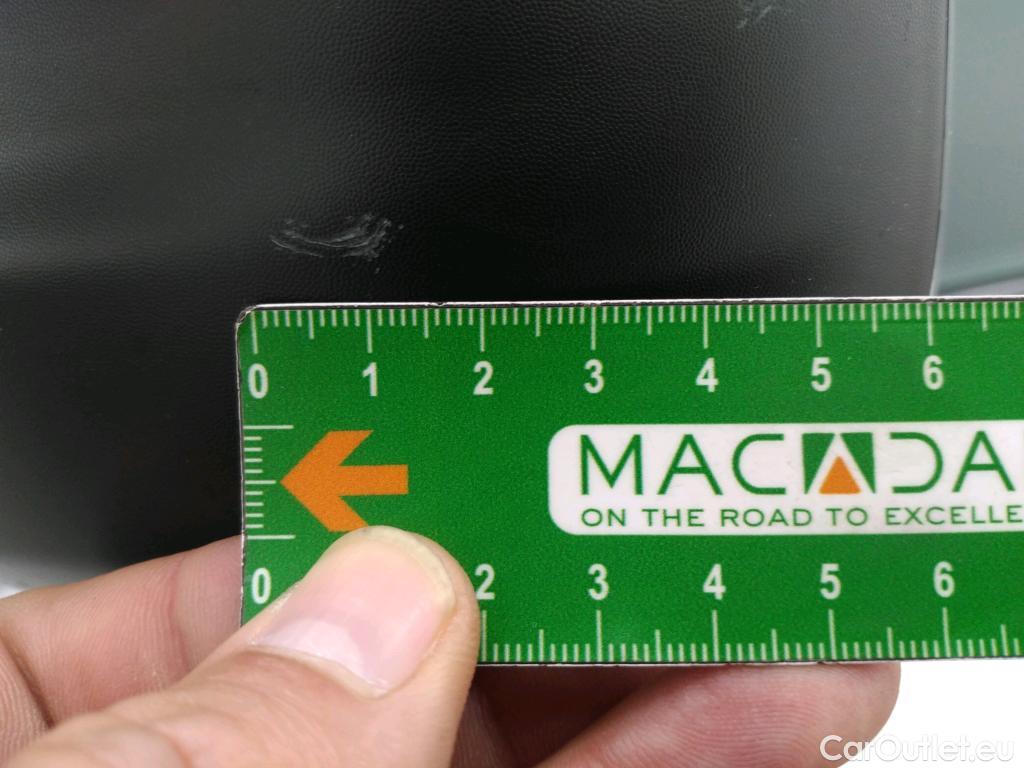 0 1 2 3 4 5 6
MACADA
ON THE ROAD TO EXCELLE
0 2 3 4 5 6
CarOutlet.eu